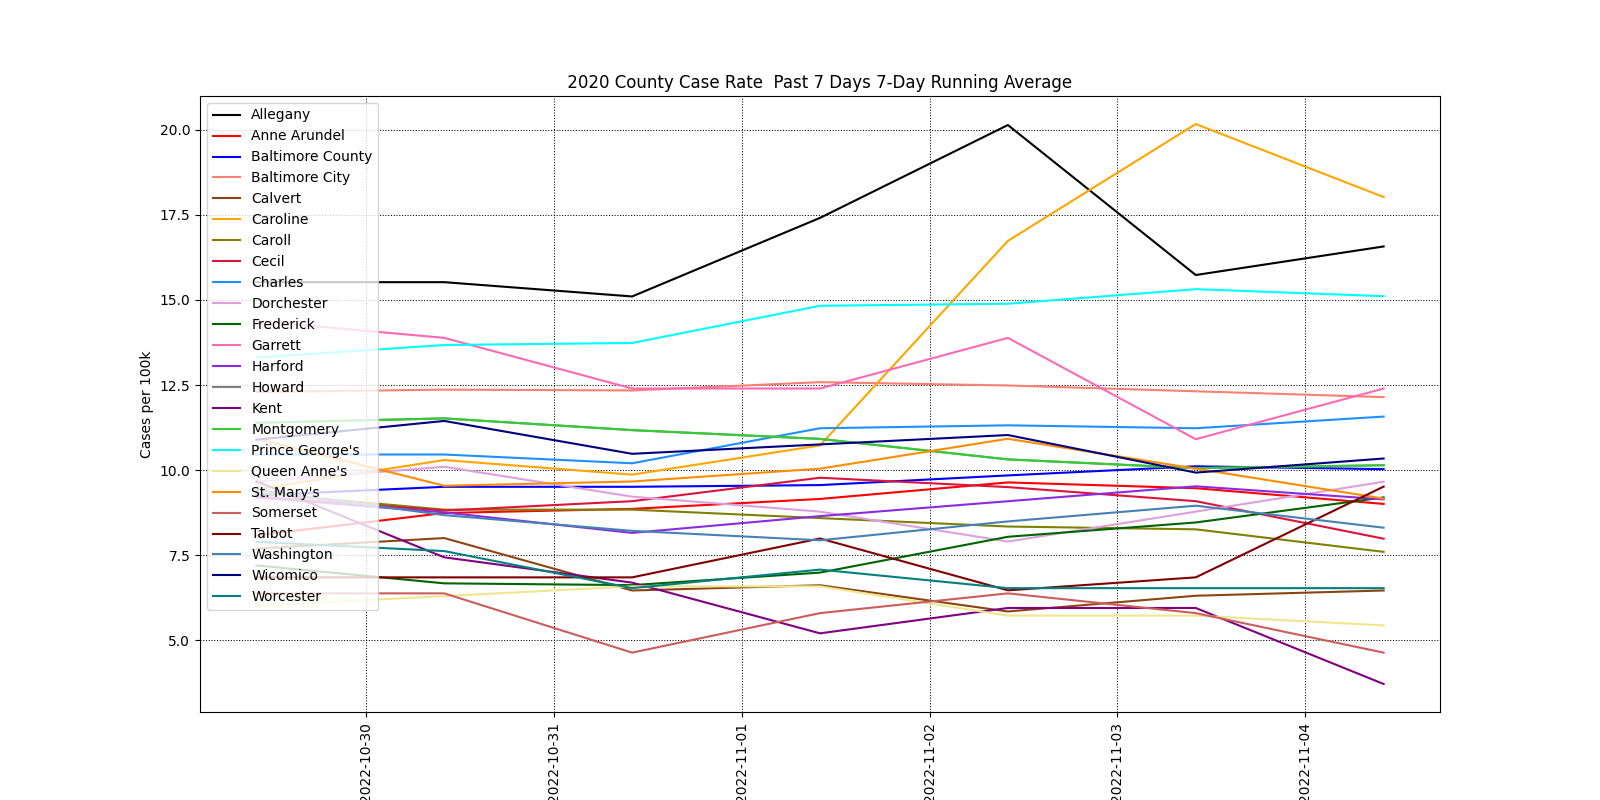 2020 County Case Rate  Past 7 Days 7-Day Running Average
Cases per 100k
20.0
17.5
15.0
12.5
10.0
7.5
5.0
Allegany
Anne Arundel
Baltimore County
Baltimore City
Calvert
Caroline
Caroll
Cecil
Charles
Dorchester
Frederick
Garrett
Harford
Howard
Kent
Montgomery
Prince George's
Queen Anne's
St. Mary's
Somerset
Talbot
Washington
Wicomico
Worcester
2022-10-30
2022-10-31
2022-11-01
2022-11-02
2022-11-03
2022-11-04